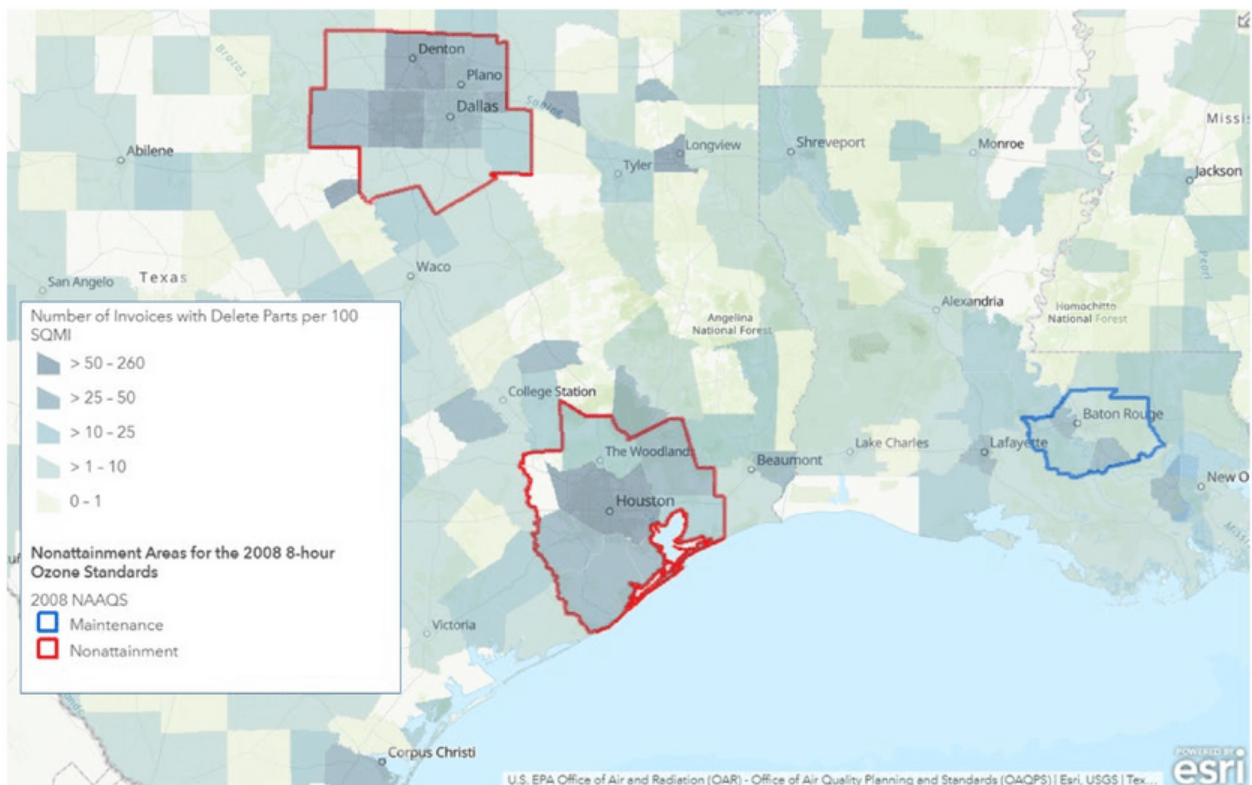 Denton
Plano
Dallas
Brazos
Sabine
Abilene
Tyler
Longview
Shreveport
Monroe
Missis
Jackson
San Angelo
Texas
Waco
Pearl
Alexandria
Homochitto
National Forest
Angelina
National Forest
Number of Invoices with Delete Parts per 100
SQMI
> 50 - 260
> 25 - 50
> 10 - 25
> 1 - 10
0 - 1
Nonattainment Areas for the 2008 8-hour
Ozone Standards
2008 NAAQS
Maintenance
Nonattainment
College Station
The Woodlands
Houston
Beaumont
Lake Charles
Lafayette
Baton Rouge
New O
Victoria
Corpus Christi
U.S. EPA Office of Air and Radiation (OAR) - Office of Air Quality Planning and Standards (OAQPS) | Esri, USGS | Tex...
POWERED BY
esri